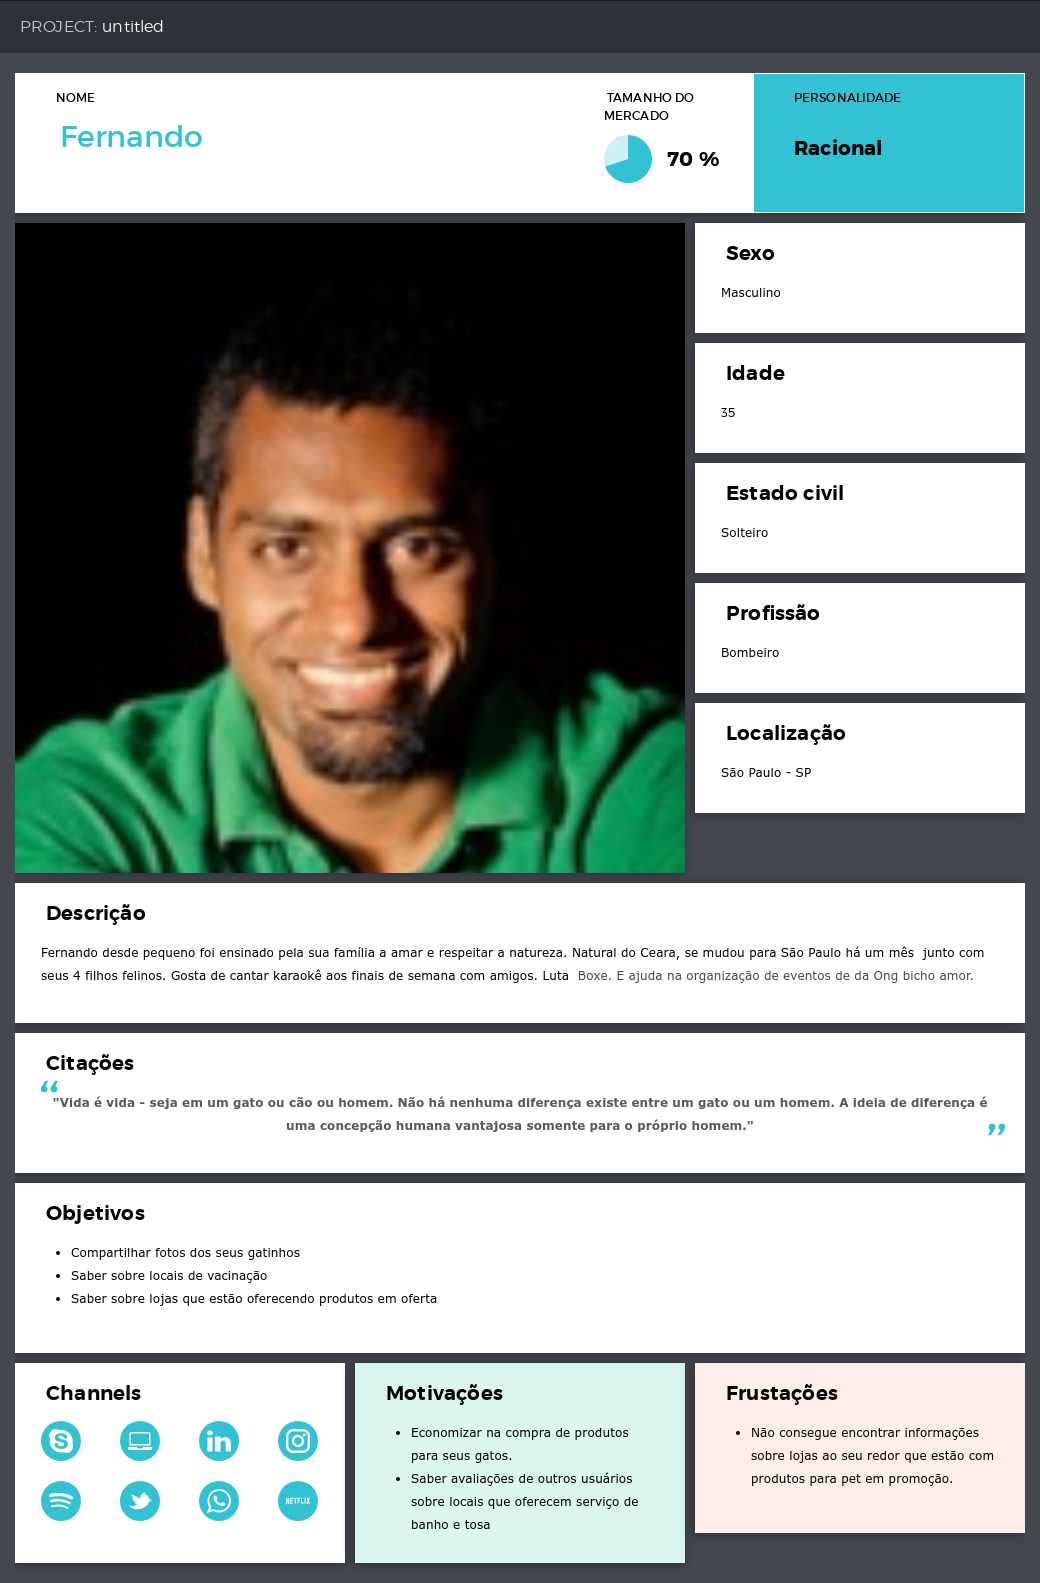 PROJECT: untitled
NOME
Fernando
TAMANHO DO
MERCADO
70 %
PERSONALIDADE
Racional
Sexo
Masculino
Idade
35
Estado civil
Solteiro
Profissão
Bombeiro
Localização
São Paulo - SP
Descrição
Fernando desde pequeno foi ensinado pela sua família a amar e respeitar a natureza. Natural do Ceara, se mudou para São Paulo há um mês junto com
seus 4 filhos felinos. Gosta de cantar karaokê aos finais de semana com amigos. Luta Boxe. E ajuda na organização de eventos de da Ong bicho amor.
Citações
"Vida é vida - seja em um gato ou cão ou homem. Não há nenhuma diferença existe entre um gato ou um homem. A ideia de diferença é
uma concepção humana vantajosa somente para o próprio homem."
Objetivos
• Compartilhar fotos dos seus gatinhos
• Saber sobre locais de vacinação
• Saber sobre lojas que estão oferecendo produtos em oferta
Channels
NETFLIX
Motivações
• Economizar na compra de produtos
para seus gatos.
• Saber avaliações de outros usuários
sobre locais que oferecem serviço de
banho e tosa
Frustações
• Não consegue encontrar informações
sobre lojas ao seu redor que estão com
produtos para pet em promoção.